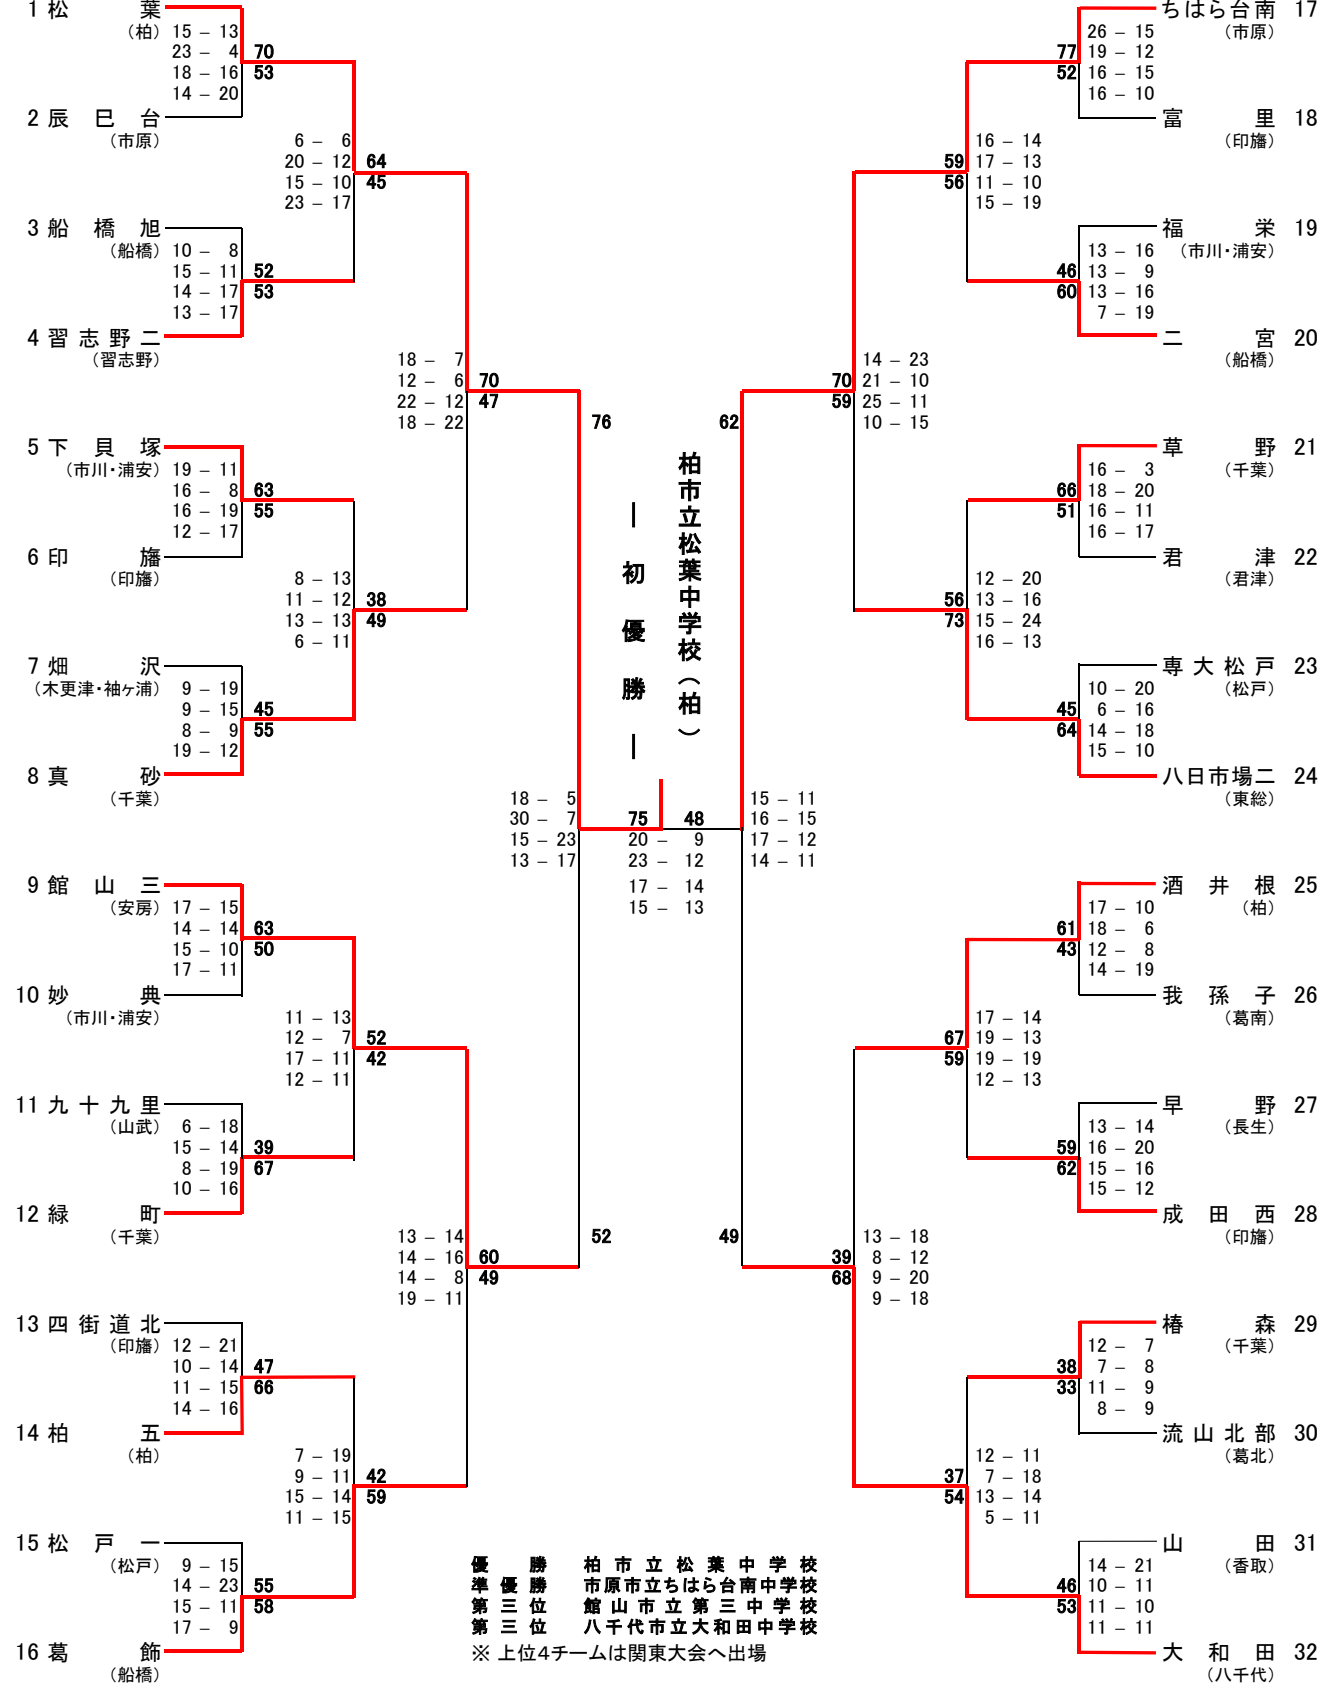 1 松葉
(柏)
15 - 13
23 - 4
18 - 16
14 - 20
70
53
2 辰巳台
(市原)
6 - 6
20 - 12
15 - 10
23 - 17
64
45
3 船橋旭
(船橋)
10 - 8
15 - 11
14 - 17
13 - 17
52
53
4 習志野二
(習志野)
18 - 7
12 - 6
22 - 12
18 - 22
70
47
5 下貝塚
(市川・浦安)
19 - 11
16 - 8
16 - 19
12 - 17
63
55
6 印旛
(印旛)
8 - 13
11 - 12
13 - 13
6 - 11
38
49
7 畑沢
(木更津・袖ヶ浦)
9 - 19
9 - 15
8 - 9
19 - 12
45
55
8 真砂
(千葉)
18 - 5
30 - 7
15 - 23
13 - 17
76
52
9 館山三
(安房)
17 - 15
14 - 14
15 - 10
17 - 11
63
50
10 妙典
(市川・浦安)
11 - 13
12 - 7
17 - 11
12 - 11
52
42
11 九十九里
(山武)
6 - 18
15 - 14
8 - 19
10 - 16
39
67
12 緑町
(千葉)
13 - 14
14 - 16
14 - 8
19 - 11
60
49
13 四街道北
(印旛)
12 - 21
10 - 14
11 - 15
14 - 16
47
66
14 柏五
(柏)
7 - 19
9 - 11
15 - 14
11 - 15
42
59
15 松戸一
(松戸)
9 - 15
14 - 23
15 - 11
17 - 9
55
58
16 葛飾
(船橋)
柏市立松葉中学校(柏)
― 初優勝 ―
75 48
20 - 9
23 - 12
17 - 14
15 - 13
ちはら台南 17
(市原)
26 - 15
19 - 12
16 - 15
16 - 10
77
52
富里 18
(印旛)
16 - 14
17 - 13
11 - 10
15 - 19
59
56
福栄 19
(市川・浦安)
13 - 16
13 - 9
13 - 16
7 - 19
46
60
二宮 20
(船橋)
14 - 23
21 - 10
25 - 11
10 - 15
70
59
草野 21
(千葉)
16 - 3
18 - 20
16 - 11
16 - 17
66
51
君津 22
(君津)
12 - 20
13 - 16
15 - 24
16 - 13
56
73
専大松戸 23
(松戸)
10 - 20
6 - 16
14 - 18
15 - 10
45
64
八日市場二 24
(東総)
15 - 11
16 - 15
17 - 12
14 - 11
62
49
酒井根 25
(柏)
17 - 10
18 - 6
12 - 8
14 - 19
61
43
我孫子 26
(葛南)
17 - 14
19 - 13
19 - 19
12 - 13
67
59
早野 27
(長生)
13 - 14
16 - 20
15 - 16
15 - 12
59
62
成田西 28
(印旛)
13 - 18
8 - 12
9 - 20
9 - 18
39
68
椿森 29
(千葉)
12 - 7
7 - 8
11 - 9
8 - 9
38
33
流山北部 30
(葛北)
12 - 11
7 - 18
13 - 14
5 - 11
37
54
山田 31
(香取)
14 - 21
10 - 11
11 - 10
11 - 11
46
53
大和田 32
(八千代)
優勝 柏市立松葉中学校
準優勝 市原市立ちはら台南中学校
第三位 館山市立第三中学校
第三位 八千代市立大和田中学校
※ 上位4チームは関東大会へ出場